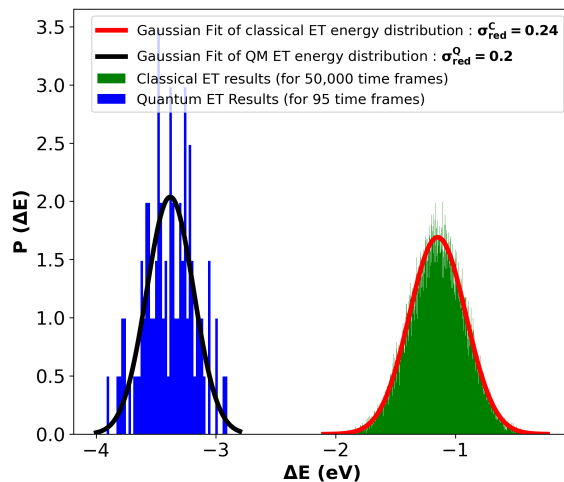 Gaussian Fit of classical ET energy distribution : σ_red^C = 0.24
Gaussian Fit of QM ET energy distribution : σ_red^Q = 0.2
Classical ET results (for 50,000 time frames)
Quantum ET Results (for 95 time frames)
3.5
3.0
2.5
2.0
1.5
1.0
0.5
0.0
P (ΔE)
−4
−3
−2
−1
ΔE (eV)